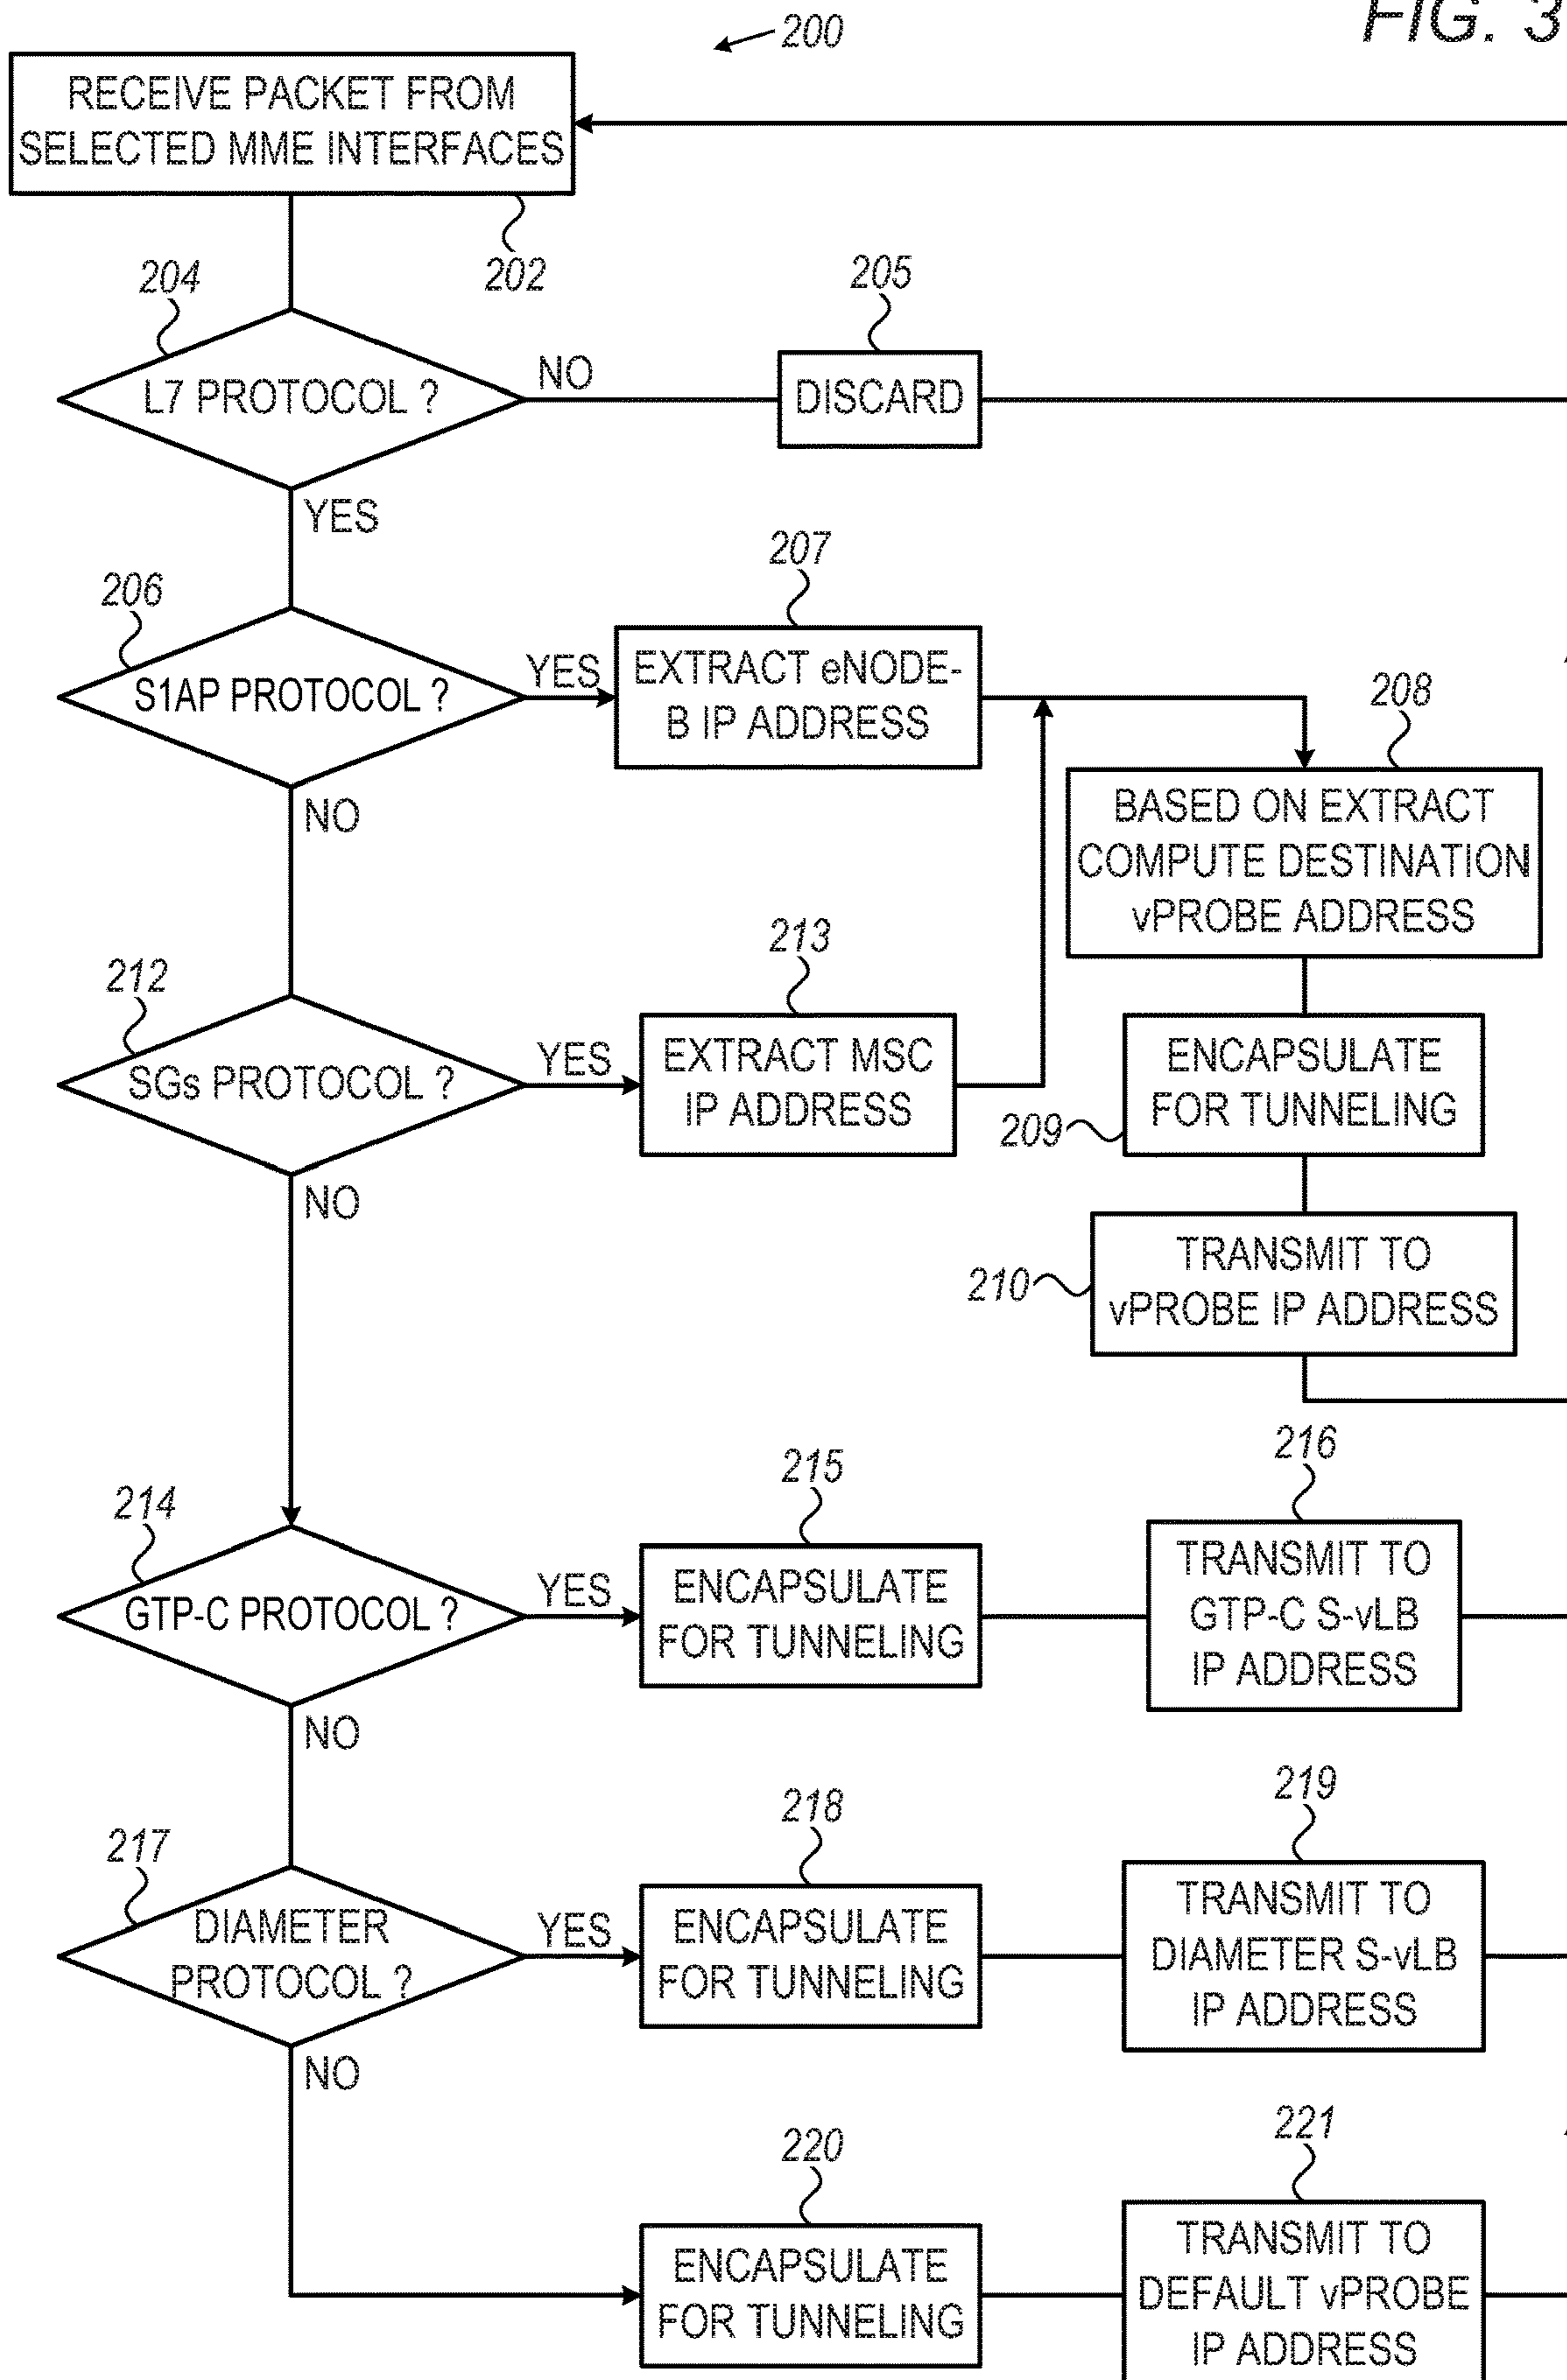 FIG. 3
200
RECEIVE PACKET FROM
SELECTED MME INTERFACES
202
204
L7 PROTOCOL ?
NO
205
DISCARD
YES
206
S1AP PROTOCOL ?
YES
207
EXTRACT eNODE-
B IP ADDRESS
208
BASED ON EXTRACT
COMPUTE DESTINATION
vPROBE ADDRESS
NO
212
SGs PROTOCOL ?
YES
213
EXTRACT MSC
IP ADDRESS
209
ENCAPSULATE
FOR TUNNELING
210
TRANSMIT TO
vPROBE IP ADDRESS
NO
214
GTP-C PROTOCOL ?
YES
215
ENCAPSULATE
FOR TUNNELING
216
TRANSMIT TO
GTP-C S-vLB
IP ADDRESS
NO
217
DIAMETER
PROTOCOL ?
YES
218
ENCAPSULATE
FOR TUNNELING
219
TRANSMIT TO
DIAMETER S-vLB
IP ADDRESS
NO
220
ENCAPSULATE
FOR TUNNELING
221
TRANSMIT TO
DEFAULT vPROBE
IP ADDRESS